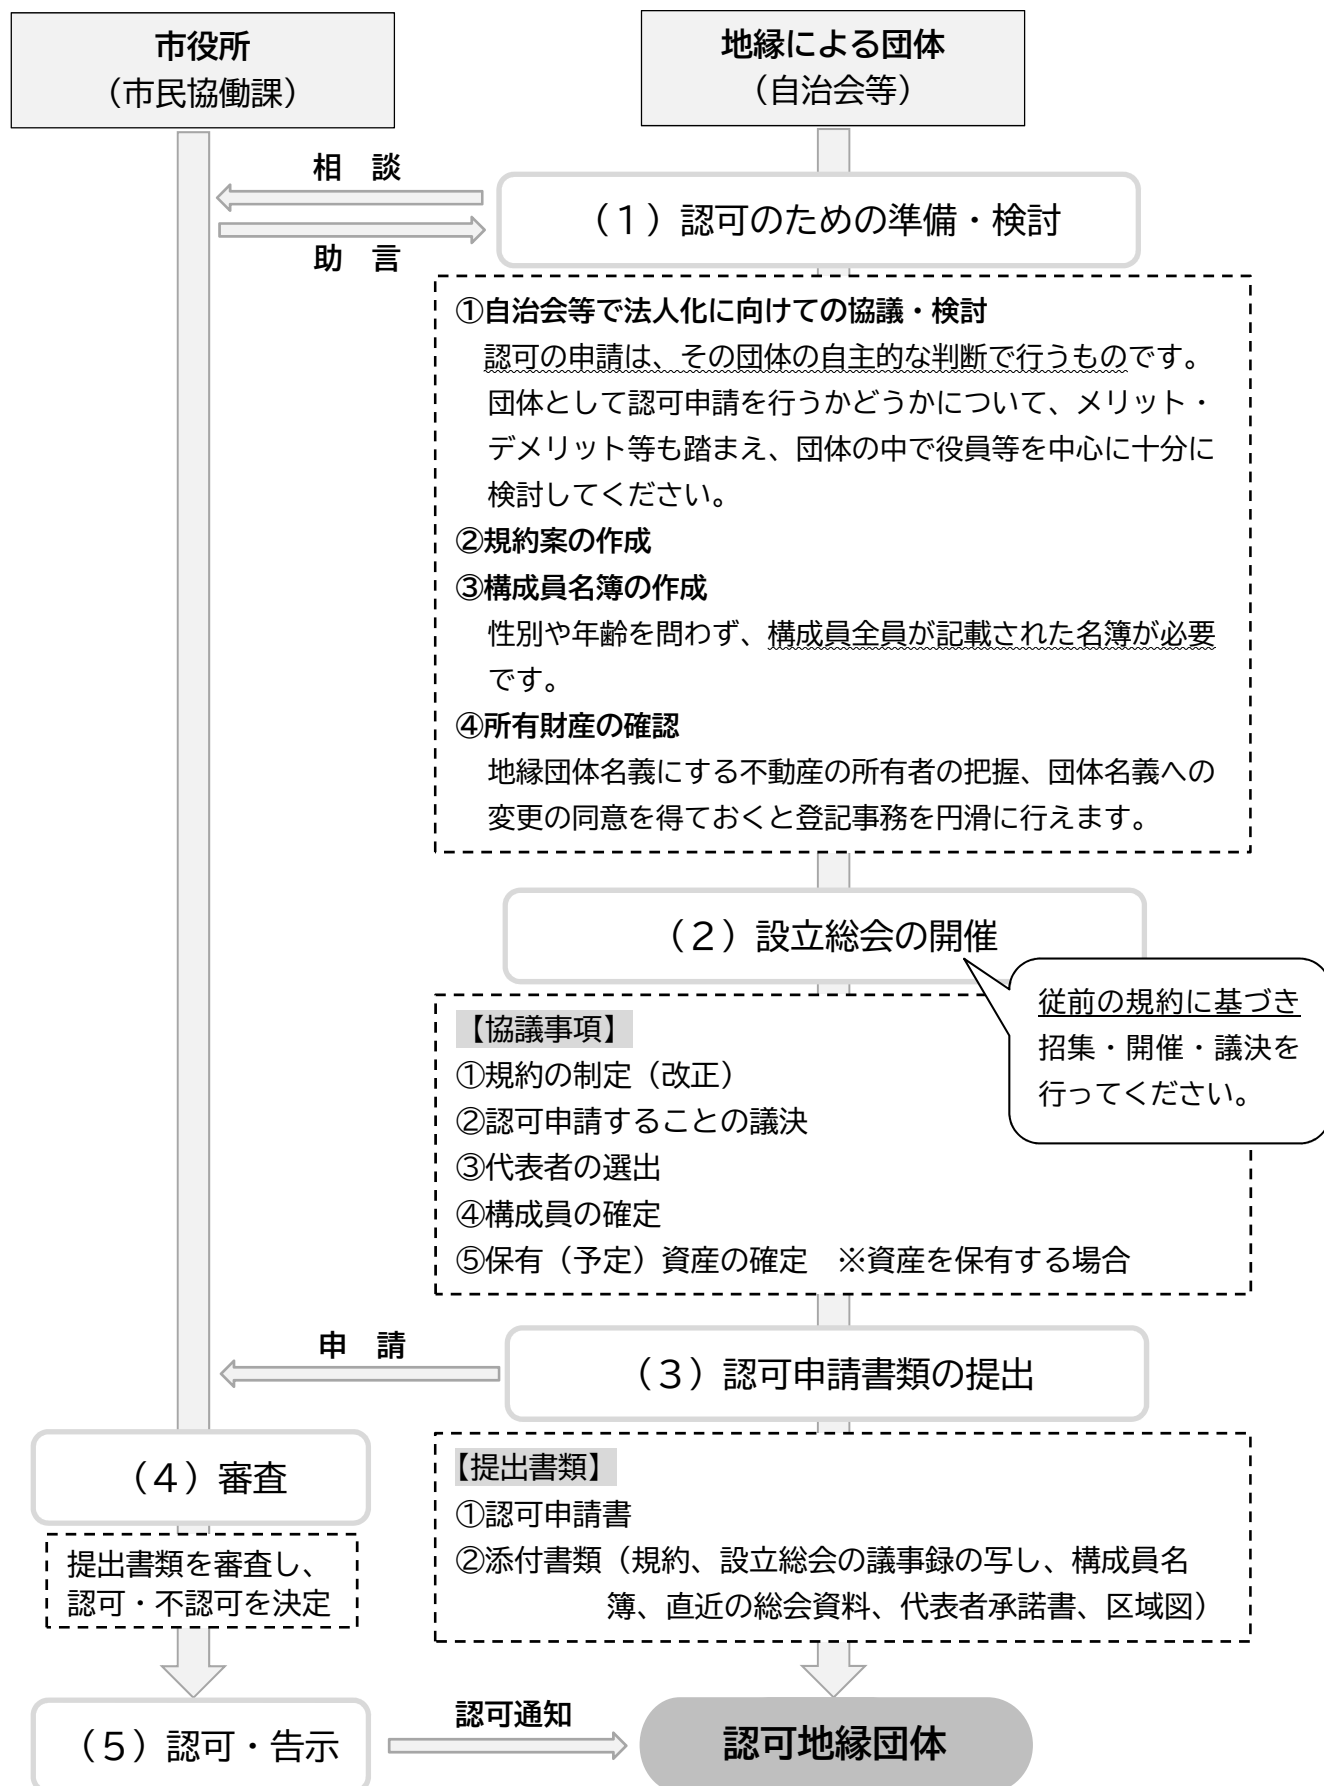 市役所
（市民協働課）
地縁による団体
（自治会等）
相　談
助　言
（１）認可のための準備・検討
①自治会等で法人化に向けての協議・検討
認可の申請は、その団体の自主的な判断で行うものです。
団体として認可申請を行うかどうかについて、メリット・
デメリット等も踏まえ、団体の中で役員等を中心に十分に
検討してください。
②規約案の作成
③構成員名簿の作成
性別や年齢を問わず、構成員全員が記載された名簿が必要
です。
④所有財産の確認
地縁団体名義にする不動産の所有者の把握、団体名義への
変更の同意を得ておくと登記事務を円滑に行えます。
（２）設立総会の開催
従前の規約に基づき
招集・開催・議決を
行ってください。
【協議事項】
①規約の制定（改正）
②認可申請することの議決
③代表者の選出
④構成員の確定
⑤保有（予定）資産の確定　※資産を保有する場合
申　請
（３）認可申請書類の提出
【提出書類】
①認可申請書
②添付書類（規約、設立総会の議事録の写し、構成員名
簿、直近の総会資料、代表者承諾書、区域図）
（４）審査
提出書類を審査し、
認可・不認可を決定
（５）認可・告示
認可通知
認可地縁団体